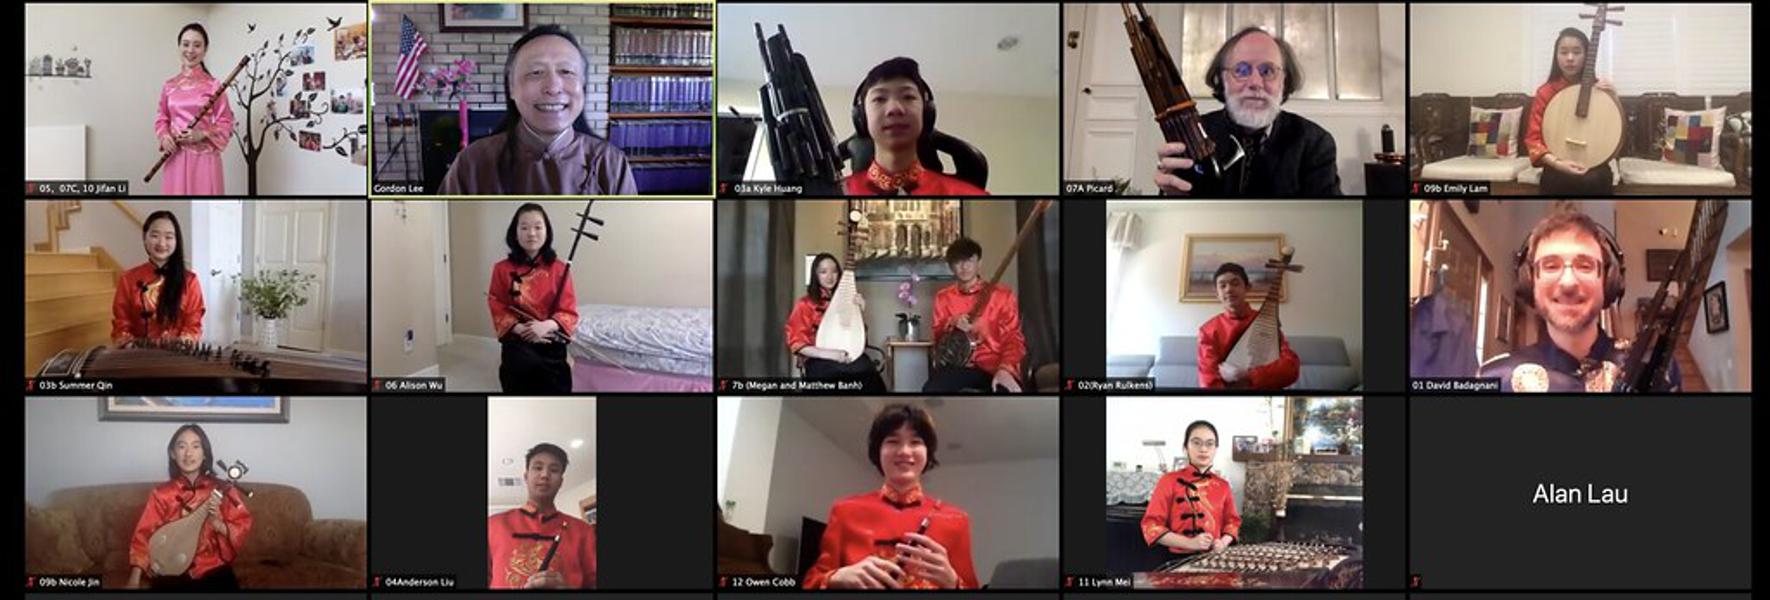 05, 07C, 10 Jifan Li
Gordon Lee
03a Kyle Huang
07A Picard
09b Emily Lam
03b Summer Qin
06 Alison Wu
7b (Megan and Matthew Banh)
02(Ryan Rulkens)
01 David Badagnani
09b Nicole Jin
04Anderson Liu
12 Owen Cobb
11 Lynn Mei
Alan Lau